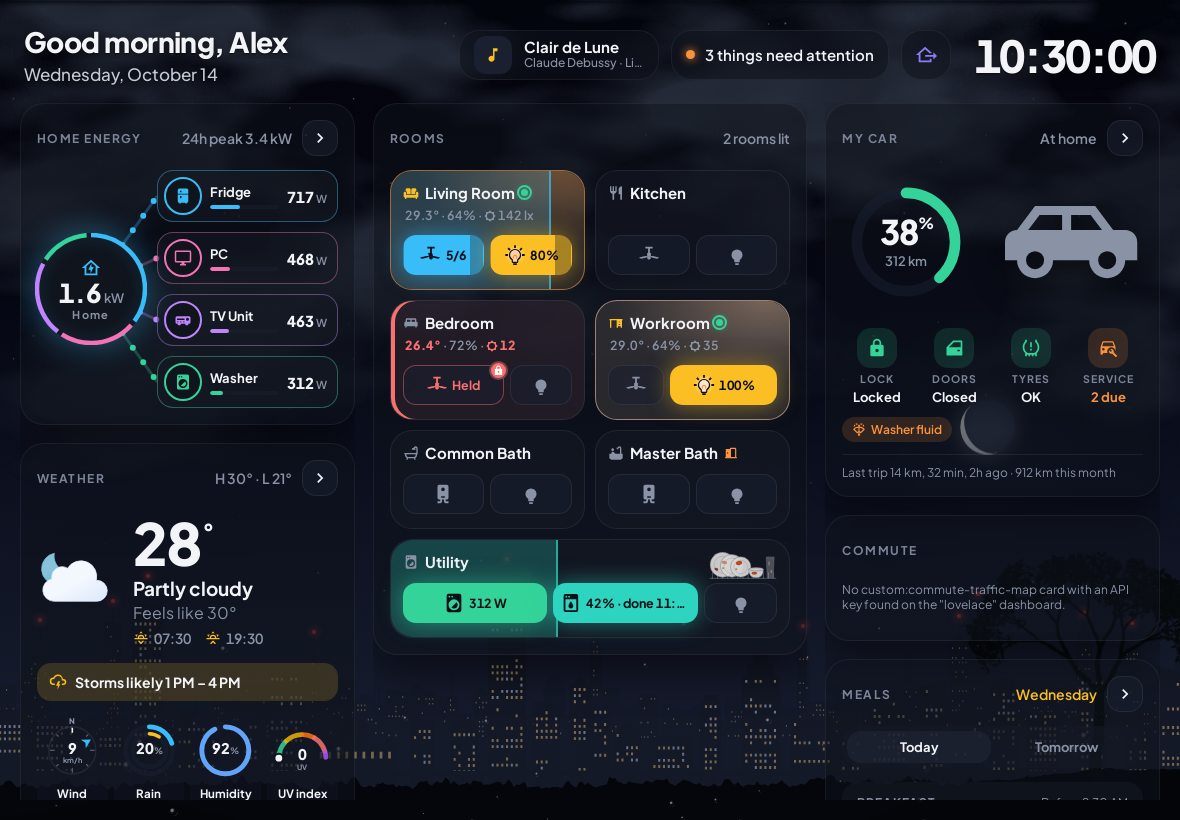 Good morning, Alex
Wednesday, October 14
Clair de Lune
Claude Debussy · Li...
3 things need attention
10:30:00
HOME ENERGY
24h peak 3.4 kW
1.6 kW
Home
Fridge
717 W
PC
468 W
TV Unit
463 W
Washer
312 W
WEATHER
H 30° · L 21°
28°
Partly cloudy
Feels like 30°
07:30
19:30
Storms likely 1 PM – 4 PM
N
9
km/h
Wind
20%
Rain
92%
Humidity
0
UV
UV index
ROOMS
2 rooms lit
Living Room
29.3° · 64% · 142 lx
5/6
80%
Kitchen
Bedroom
26.4° · 72% · 12
Held
Workroom
29.0° · 64% · 35
100%
Common Bath
Master Bath
Utility
312 W
42% · done 11:...
MY CAR
At home
38%
312 km
LOCK
Locked
DOORS
Closed
TYRES
OK
SERVICE
2 due
Washer fluid
Last trip 14 km, 32 min, 2h ago · 912 km this month
COMMUTE
No custom:commute-traffic-map card with an API
key found on the "lovelace" dashboard.
MEALS
Wednesday
Today
Tomorrow